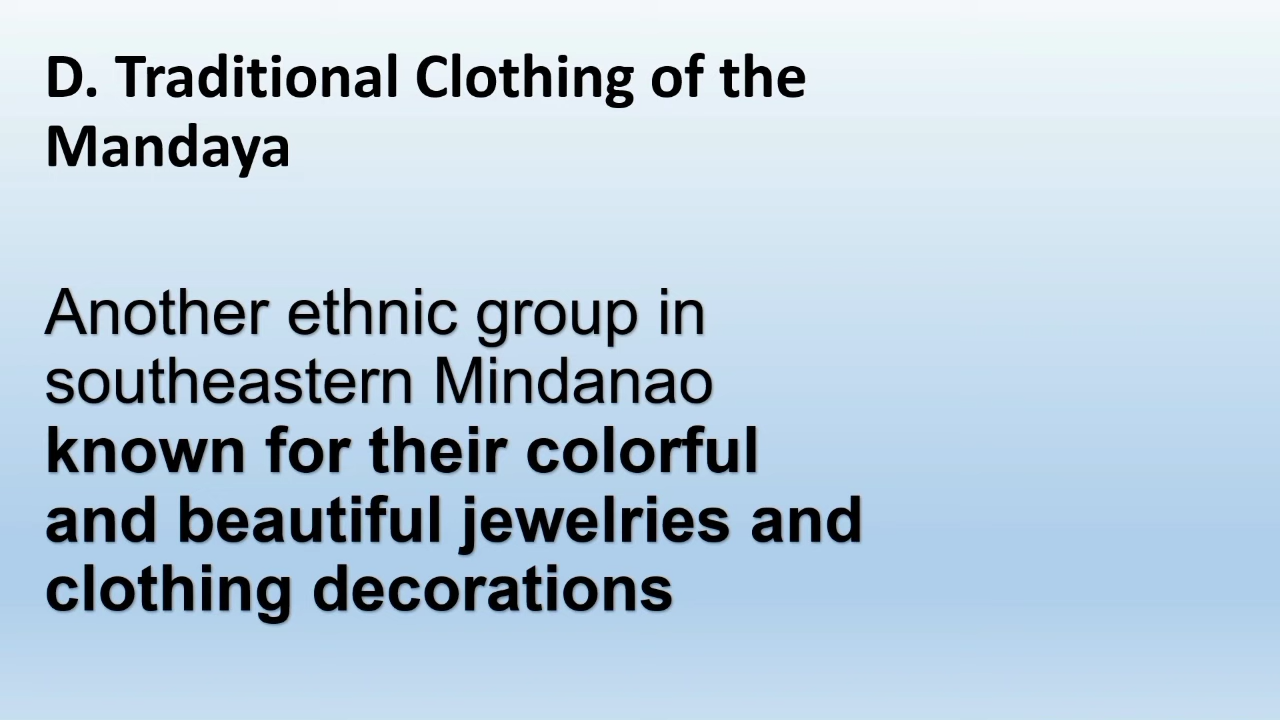 D. Traditional Clothing of the
Mandaya
Another ethnic group in
southeastern Mindanao
known for their colorful
and beautiful jewelries and
clothing decorations